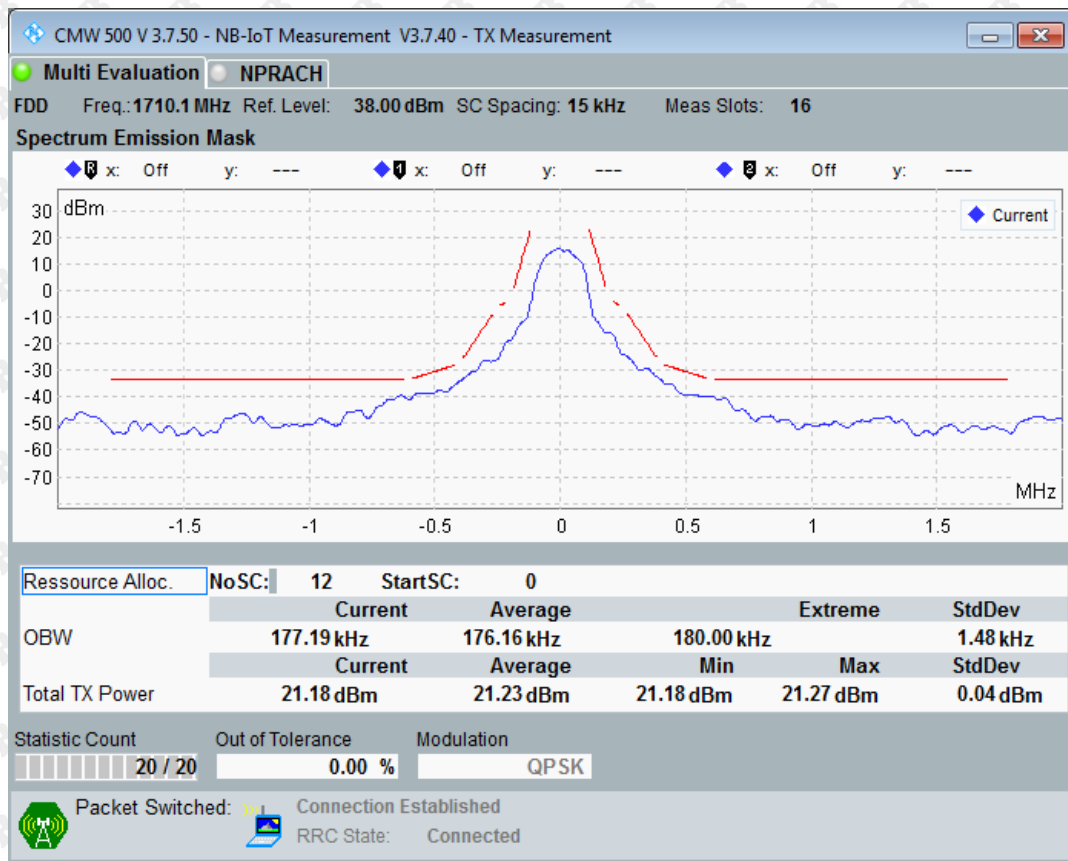 CMW 500 V 3.7.50 - NB-IoT Measurement V3.7.40 - TX Measurement
Multi Evaluation NPRACH
FDD Freq.: 1710.1 MHz Ref. Level: 38.00 dBm SC Spacing: 15 kHz Meas Slots: 16
Spectrum Emission Mask
R x: Off y: --- 1 x: Off y: --- 2 x: Off y: ---
dBm
Current
30
20
10
0
-10
-20
-30
-40
-50
-60
-70
MHz
-1.5 -1 -0.5 0 0.5 1 1.5
Ressource Alloc. NoSC: 12 StartSC: 0
Current Average Extreme StdDev
OBW 177.19 kHz 176.16 kHz 180.00 kHz 1.48 kHz
Current Average Min Max StdDev
Total TX Power 21.18 dBm 21.23 dBm 21.18 dBm 21.27 dBm 0.04 dBm
Statistic Count Out of Tolerance Modulation
20 / 20 0.00 % QPSK
Packet Switched: Connection Established
RRC State: Connected